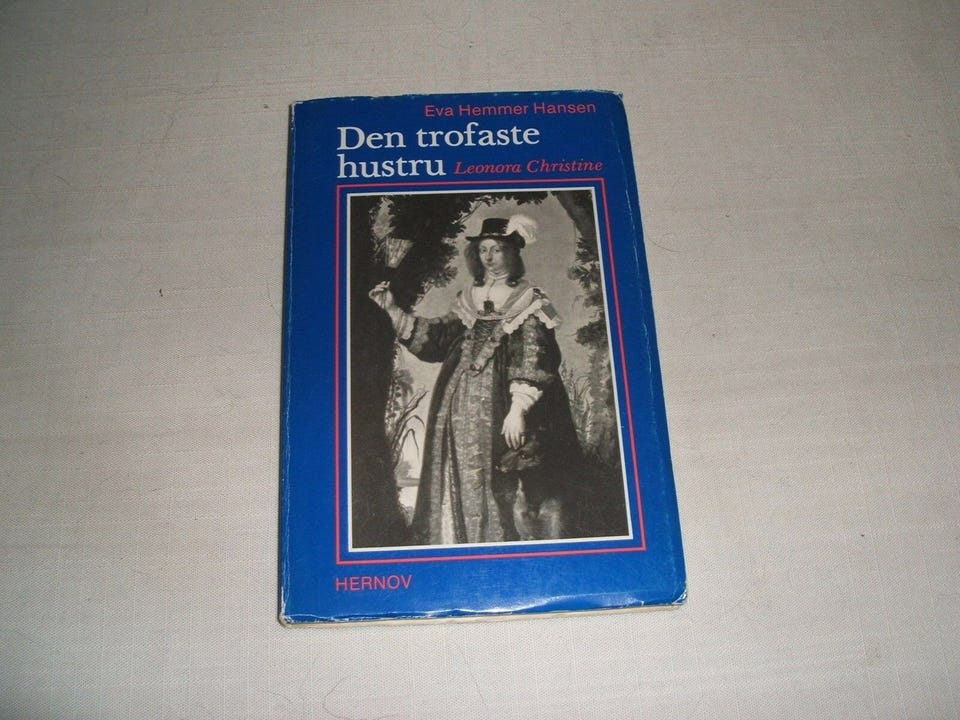 Eva Hemmer Hansen
Den trofaste
hustru Leonora Christine
HERNOV